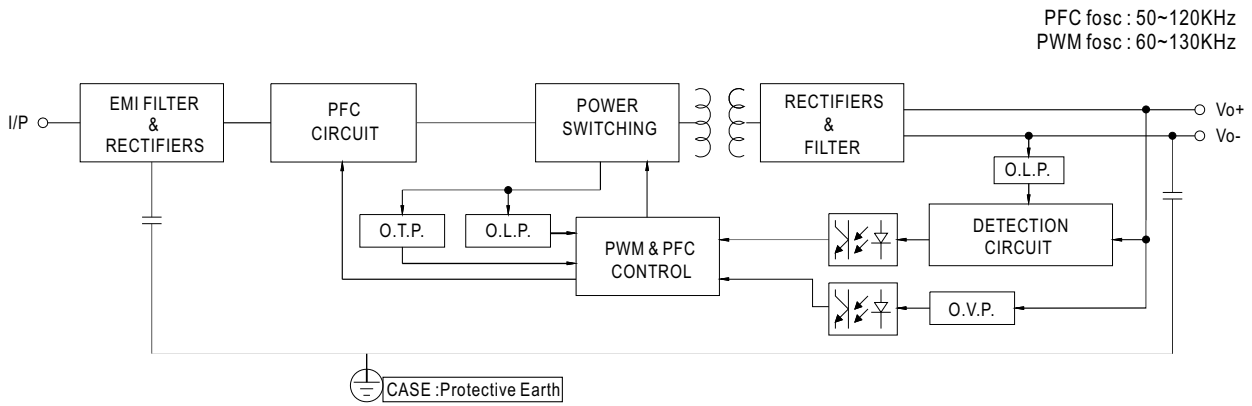 PFC fosc : 50~120KHz
PWM fosc : 60~130KHz
EMI FILTER
&
RECTIFIERS
PFC
CIRCUIT
POWER
SWITCHING
RECTIFIERS
&
FILTER
I/P
Vo+
Vo-
O.L.P.
O.T.P.
O.L.P.
PWM & PFC
CONTROL
DETECTION
CIRCUIT
O.V.P.
CASE :Protective Earth